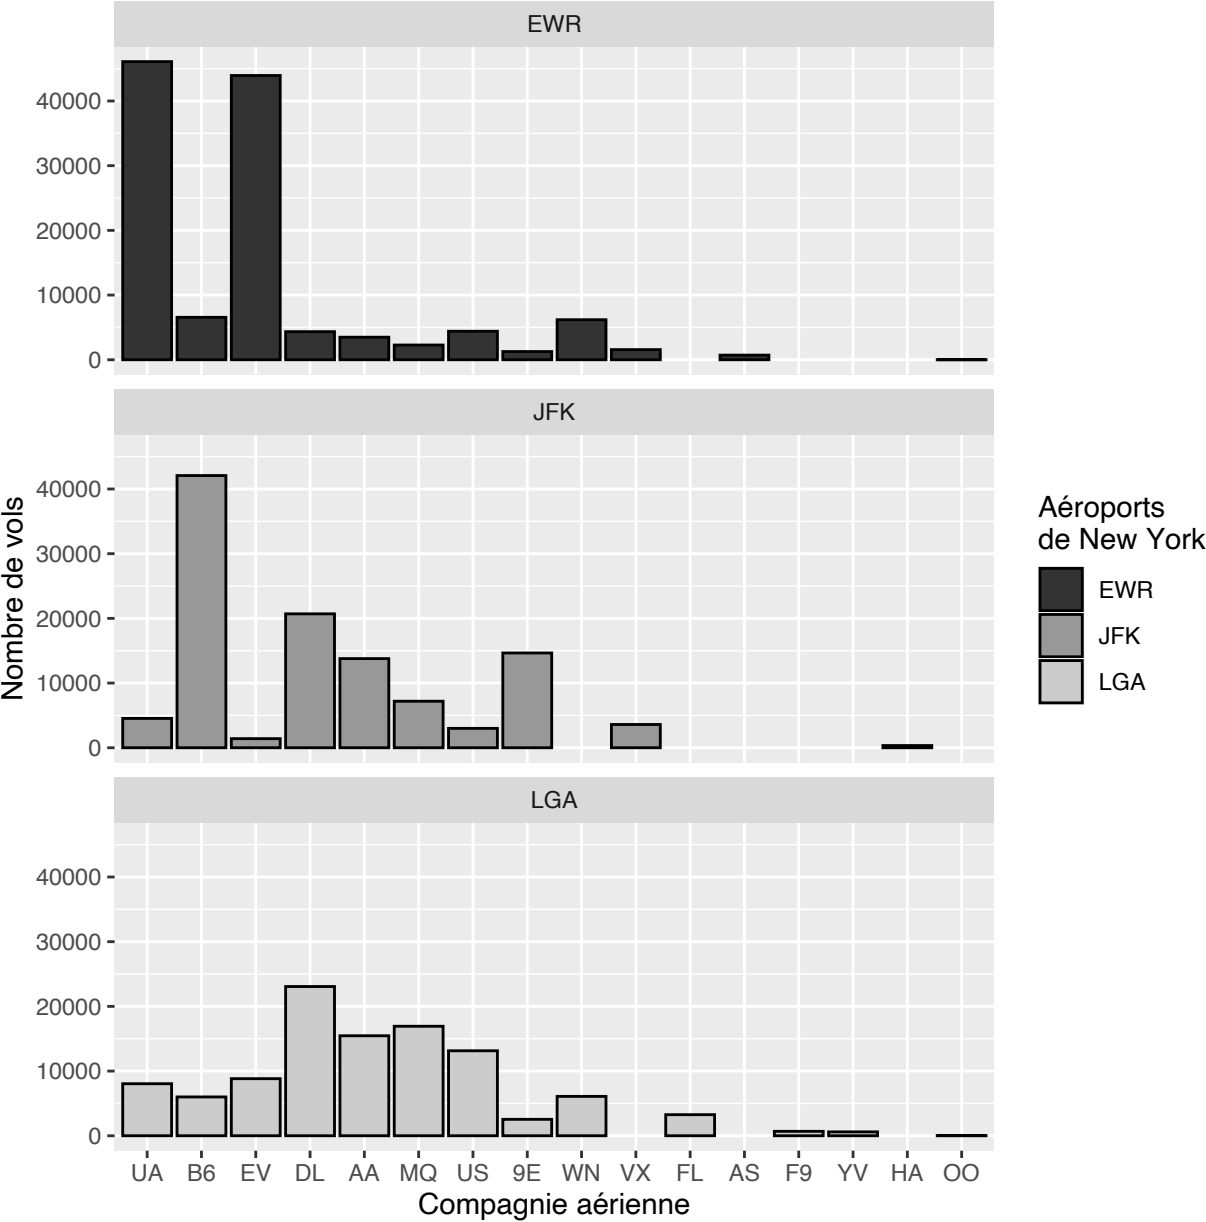 EWR
40000
30000
20000
10000
0
JFK
40000
30000
20000
10000
0
LGA
40000
30000
20000
10000
0
UA B6 EV DL AA MQ US 9E WN VX FL AS F9 YV HA OO
Compagnie aérienne
Nombre de vols
Aéroports
de New York
EWR
JFK
LGA